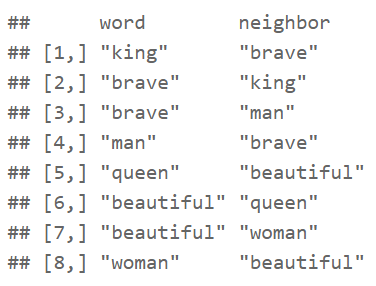 ##      word        neighbor
## [1,] "king"      "brave"
## [2,] "brave"     "king"
## [3,] "brave"     "man"
## [4,] "man"       "brave"
## [5,] "queen"     "beautiful"
## [6,] "beautiful" "queen"
## [7,] "beautiful" "woman"
## [8,] "woman"     "beautiful"